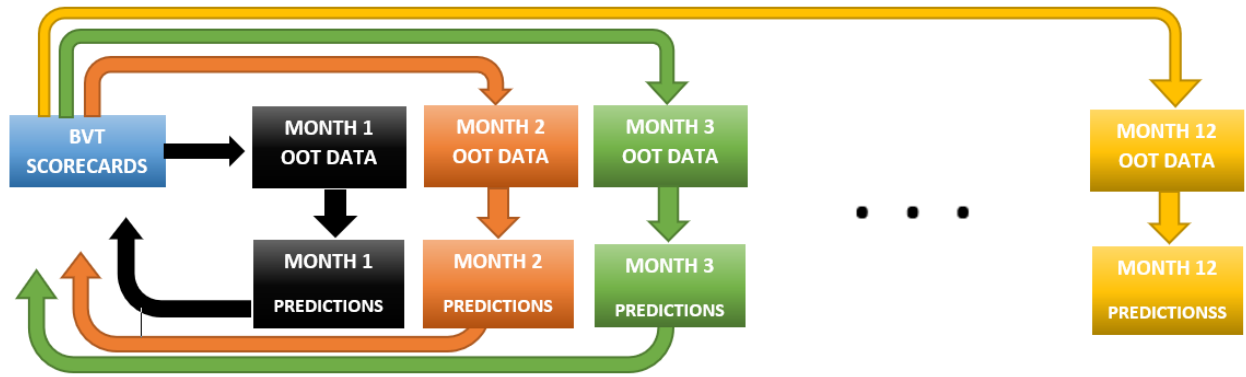 BVT
SCORECARDS
MONTH 1
OOT DATA
MONTH 2
OOT DATA
MONTH 3
OOT DATA
MONTH 12
OOT DATA
MONTH 1
PREDICTIONS
MONTH 2
PREDICTIONS
MONTH 3
PREDICTIONS
MONTH 12
PREDICTIONSS